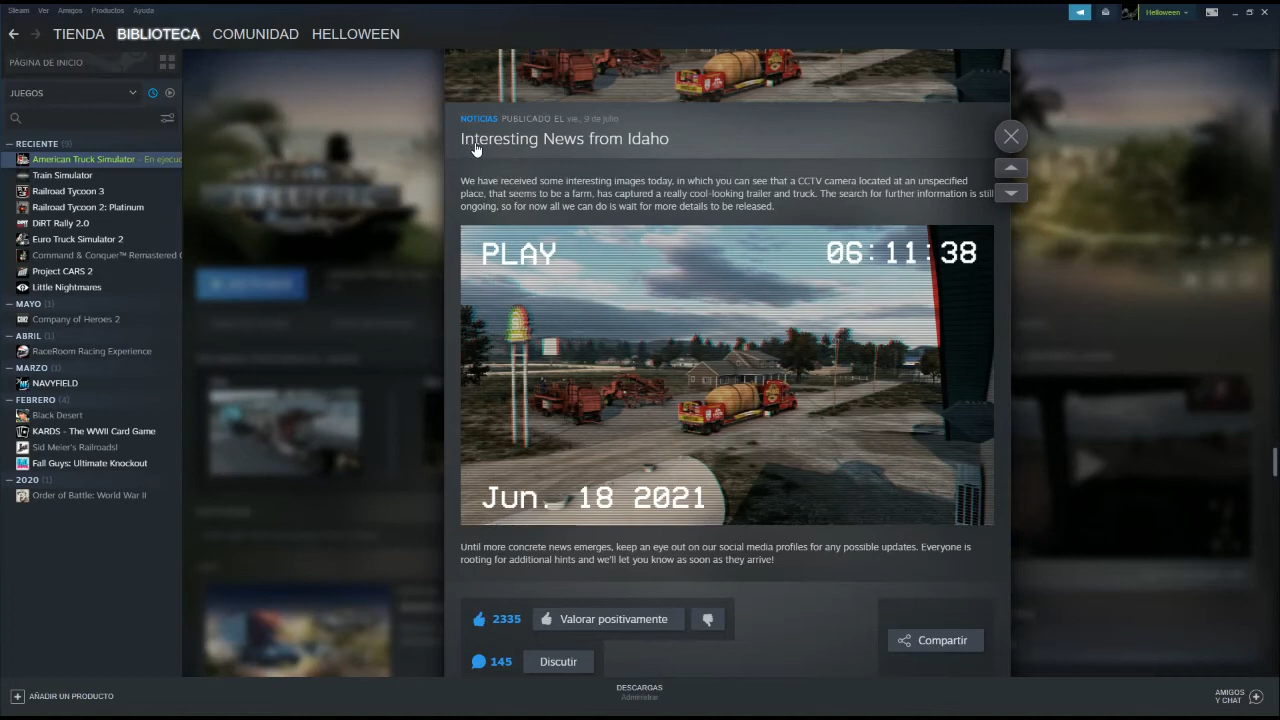 Steam Ver Amigos Productos Ayuda
Helloween
TIENDA BIBLIOTECA COMUNIDAD HELLOWEEN
PÁGINA DE INICIO
JUEGOS
RECIENTE (9)
American Truck Simulator - En ejecuc
Train Simulator
Railroad Tycoon 3
Railroad Tycoon 2: Platinum
DiRT Rally 2.0
Euro Truck Simulator 2
Command & Conquer™ Remastered C
Project CARS 2
Little Nightmares
MAYO (1)
Company of Heroes 2
ABRIL (1)
RaceRoom Racing Experience
MARZO (1)
NAVYFIELD
FEBRERO (4)
Black Desert
KARDS - The WWII Card Game
Sid Meier's Railroads!
Fall Guys: Ultimate Knockout
2020 (1)
Order of Battle: World War II
NOTICIAS PUBLICADO EL vie., 9 de julio
Interesting News from Idaho
We have received some interesting images today, in which you can see that a CCTV camera located at an unspecified
place, that seems to be a farm, has captured a really cool-looking trailer and truck. The search for further information is still
ongoing, so for now all we can do is wait for more details to be released.
PLAY 06:11:38
Jun. 18 2021
Until more concrete news emerges, keep an eye out on our social media profiles for any possible updates. Everyone is
rooting for additional hints and we'll let you know as soon as they arrive!
2335 Valorar positivamente
145 Discutir
Compartir
AÑADIR UN PRODUCTO
DESCARGAS
Administrar
AMIGOS
Y CHAT